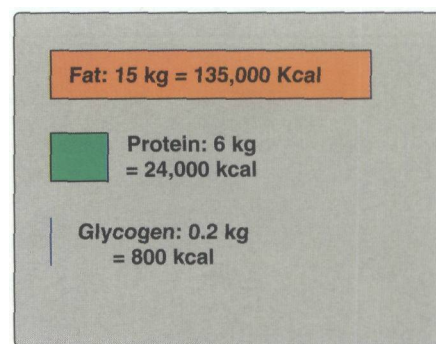 Fat: 15 kg = 135,000 Kcal
Protein: 6 kg
= 24,000 kcal
Glycogen: 0.2 kg
= 800 kcal